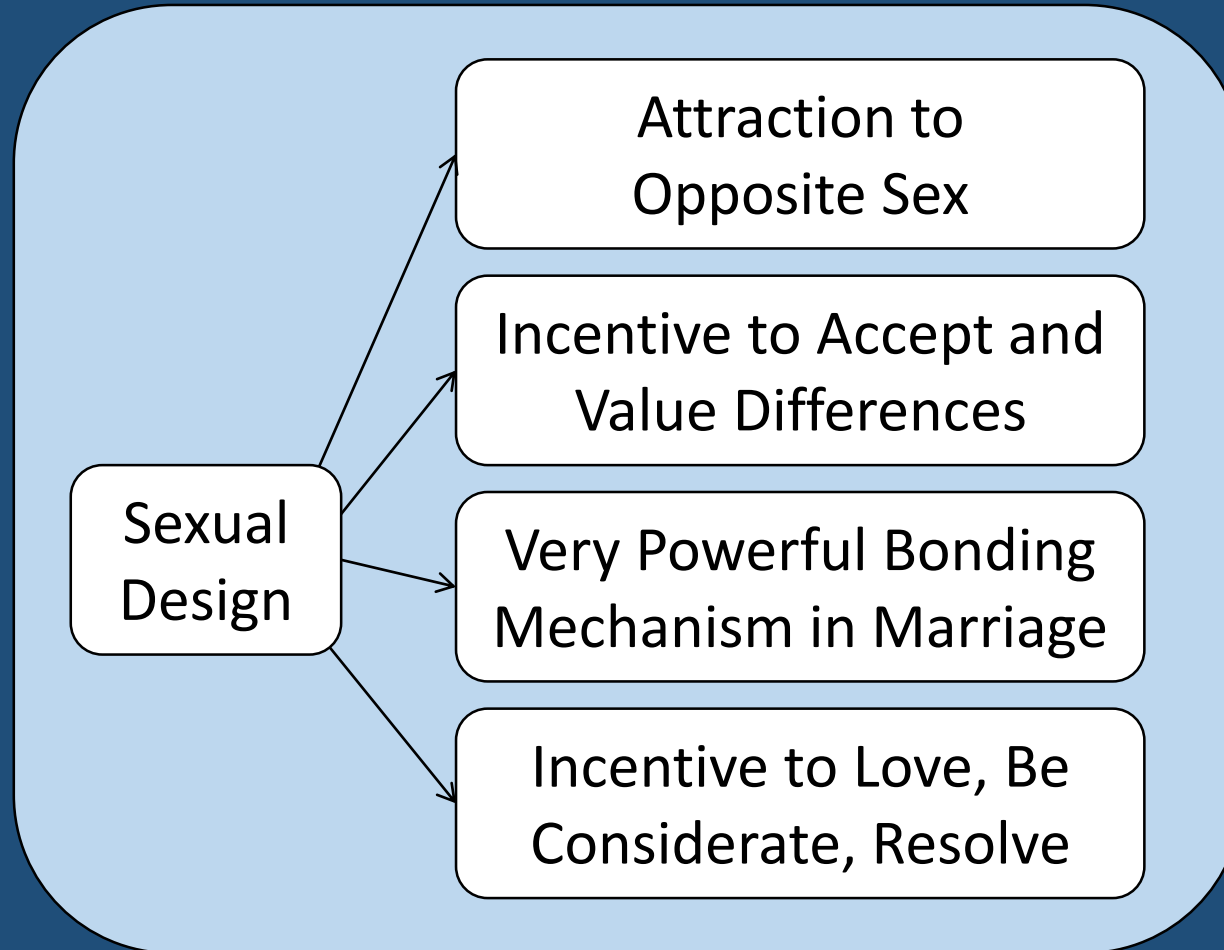 Attraction to
Opposite Sex
Incentive to Accept and
Value Differences
Sexual
Design
Very Powerful Bonding
Mechanism in Marriage
Incentive to Love, Be
Considerate, Resolve